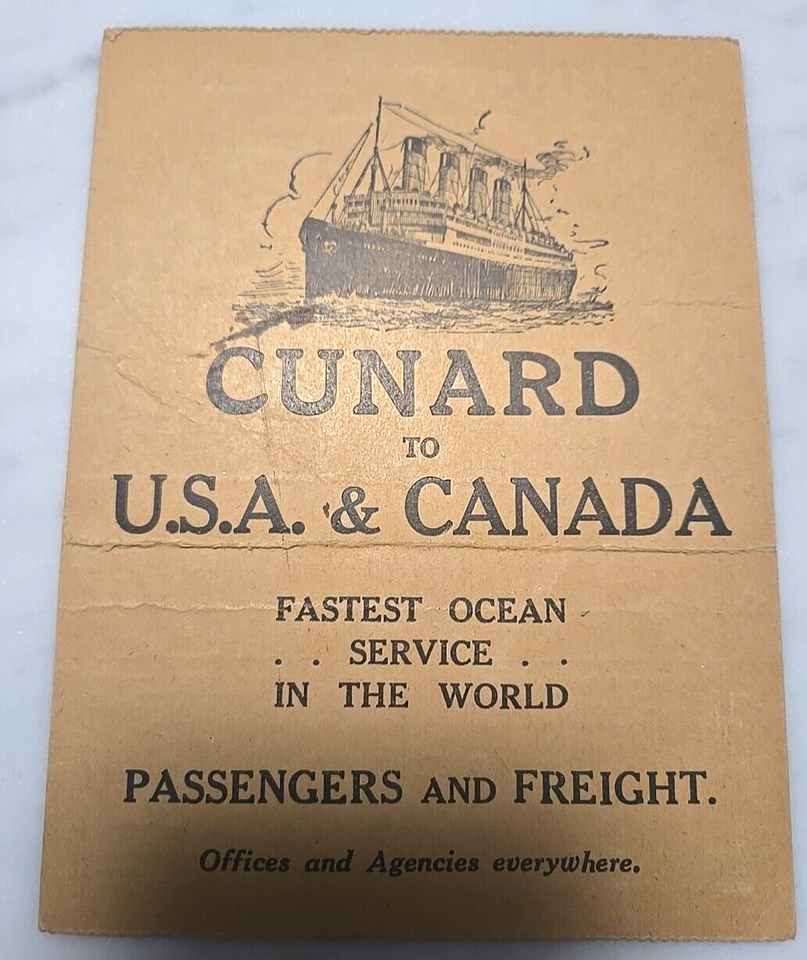 CUNARD
TO
U.S.A. & CANADA
FASTEST OCEAN
. . SERVICE . .
IN THE WORLD
PASSENGERS AND FREIGHT.
Offices and Agencies everywhere.